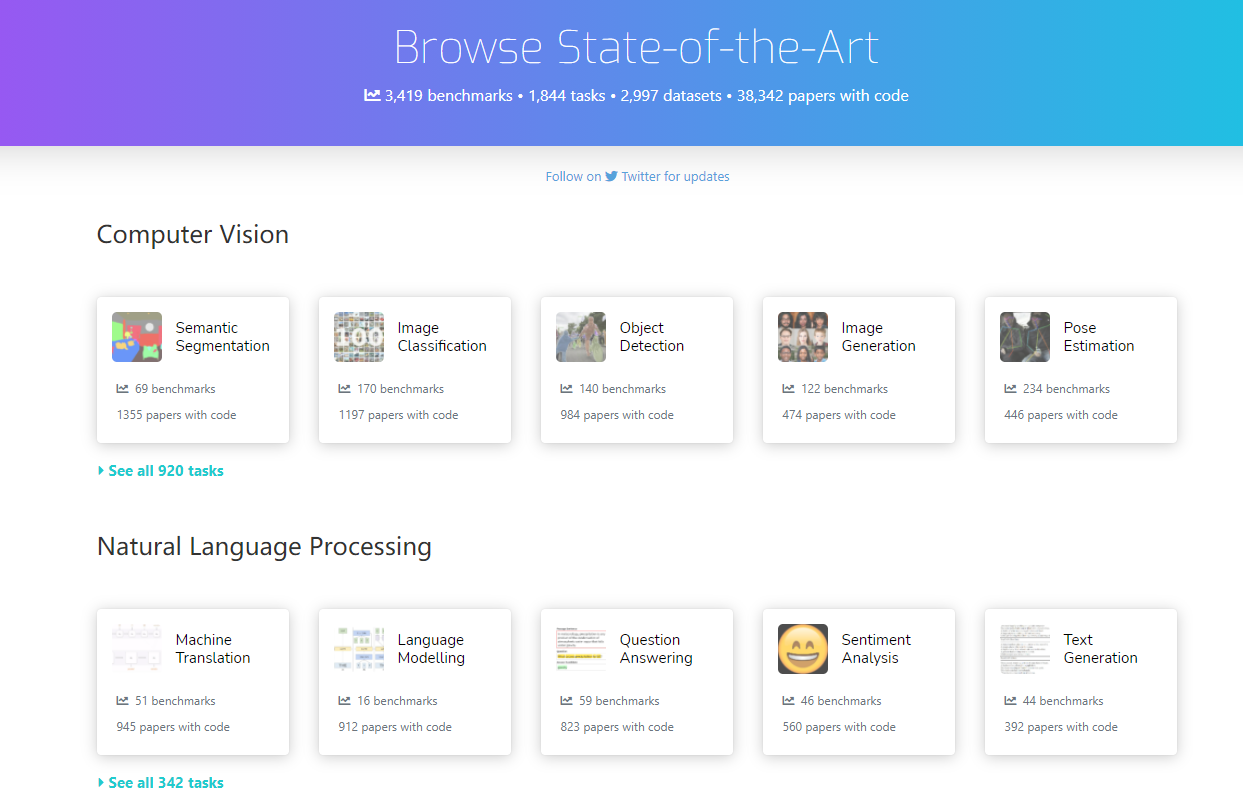 Browse State-of-the-Art
3,419 benchmarks • 1,844 tasks • 2,997 datasets • 38,342 papers with code
Follow on Twitter for updates
Computer Vision
Semantic
Segmentation
69 benchmarks
1355 papers with code
100
Image
Classification
170 benchmarks
1197 papers with code
Object
Detection
140 benchmarks
984 papers with code
Image
Generation
122 benchmarks
474 papers with code
Pose
Estimation
234 benchmarks
446 papers with code
See all 920 tasks
Natural Language Processing
Machine
Translation
51 benchmarks
945 papers with code
Language
Modelling
16 benchmarks
912 papers with code
Question
Answering
59 benchmarks
823 papers with code
Sentiment
Analysis
46 benchmarks
560 papers with code
Text
Generation
44 benchmarks
392 papers with code
See all 342 tasks